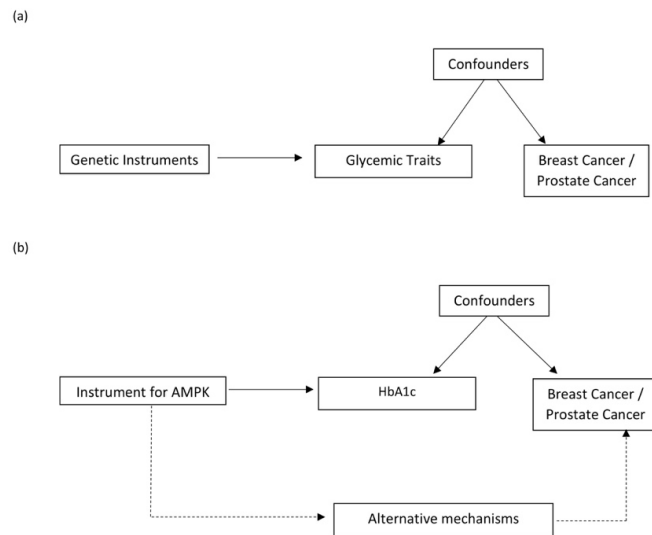 (a)
Confounders
Genetic Instruments
Glycemic Traits
Breast Cancer /
Prostate Cancer
(b)
Confounders
Instrument for AMPK
HbA1c
Breast Cancer /
Prostate Cancer
Alternative mechanisms